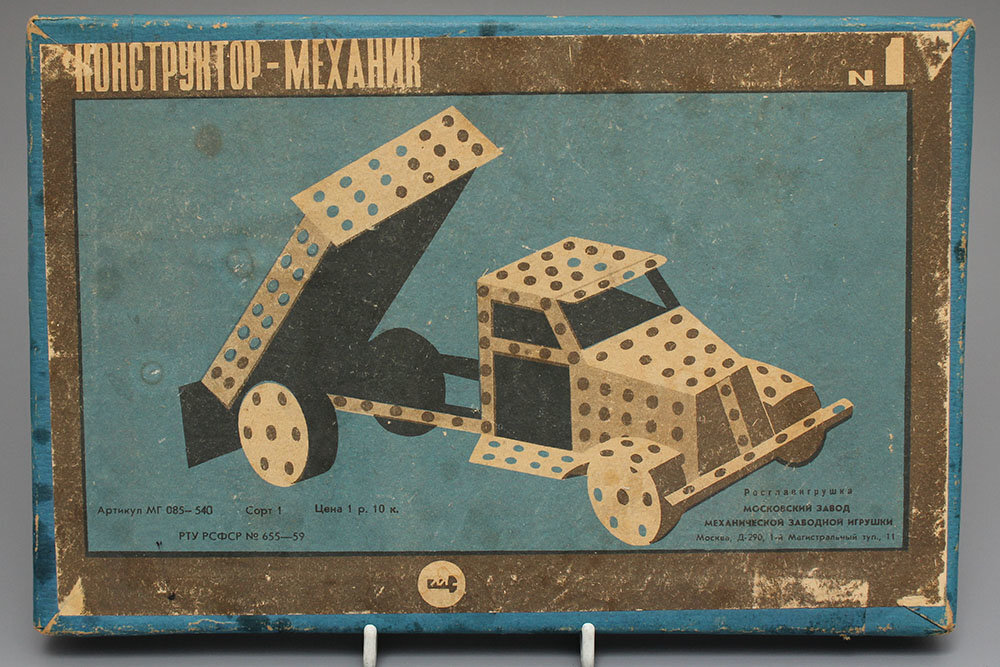 КОНСТРУКТОР-МЕХАНИК
N 1
Артикул МГ 085—540 Сорт 1 Цена 1 р. 10 к.
РТУ РСФСР № 655—59
Росглавигрушка
МОСКОВСКИЙ ЗАВОД
МЕХАНИЧЕСКОЙ ЗАВОДНОЙ ИГРУШКИ
Москва, Д-290, 1-й Магистральный туп., 11